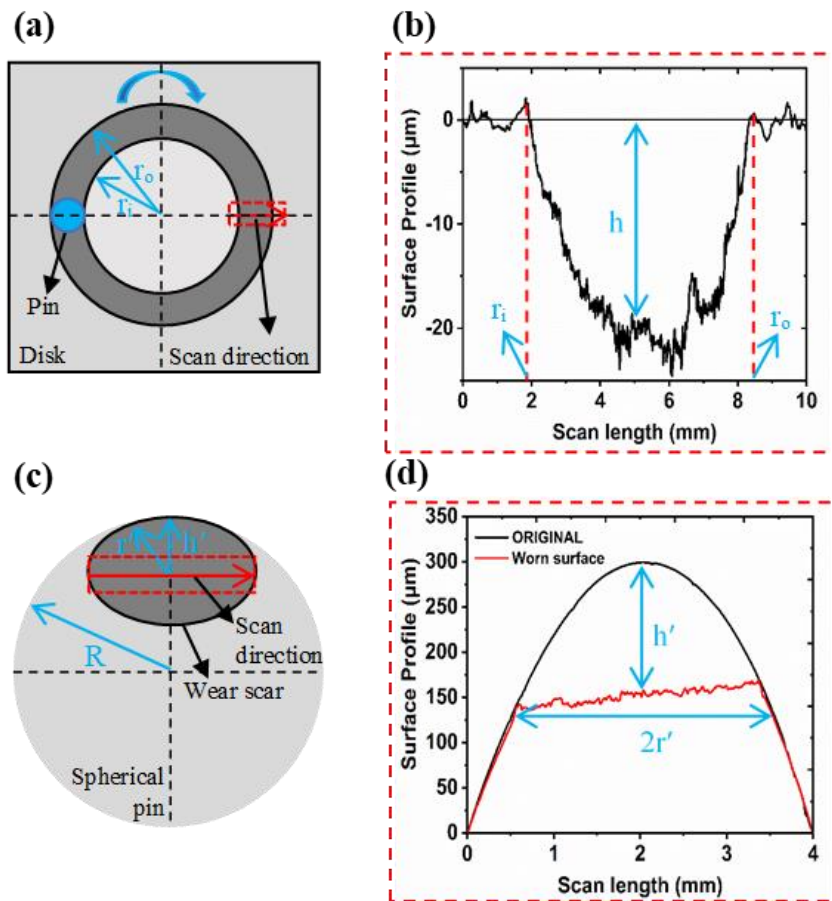 (a)
rₒ
rᵢ
Pin
Disk
Scan direction
(b)
Surface Profile (μm)
0
-10
-20
h
rᵢ
rₒ
0 2 4 6 8 10
Scan length (mm)
(c)
r′
h′
R
Scan
direction
Wear scar
Spherical
pin
(d)
Surface Profile (μm)
350
300
250
200
150
100
50
0
ORIGINAL
Worn surface
h′
2r′
0 1 2 3 4
Scan length (mm)